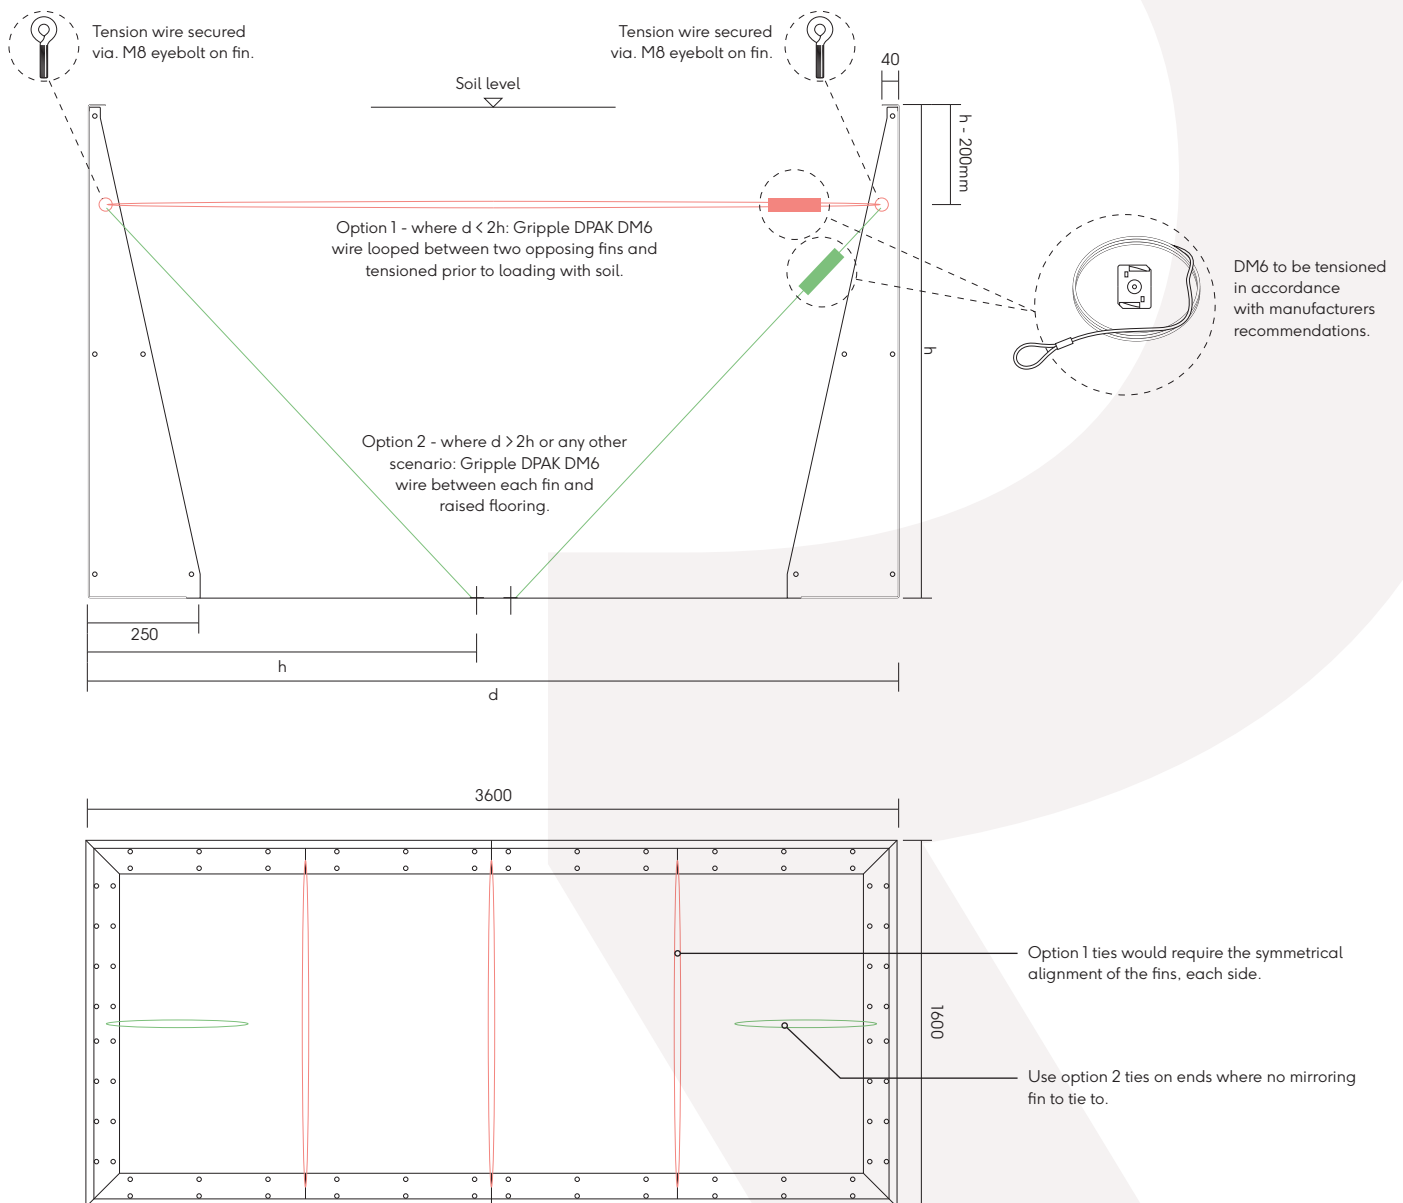 Tension wire secured
via. M8 eyebolt on fin.
Tension wire secured
via. M8 eyebolt on fin.
40
Soil level
h - 200mm
Option 1 - where d < 2h: Gripple DPAK DM6
wire looped between two opposing fins and
tensioned prior to loading with soil.
DM6 to be tensioned
in accordance
with manufacturers
recommendations.
h
Option 2 - where d > 2h or any other
scenario: Gripple DPAK DM6
wire between each fin and
raised flooring.
250
h
d
3600
Option 1 ties would require the symmetrical
alignment of the fins, each side.
1600
Use option 2 ties on ends where no mirroring
fin to tie to.